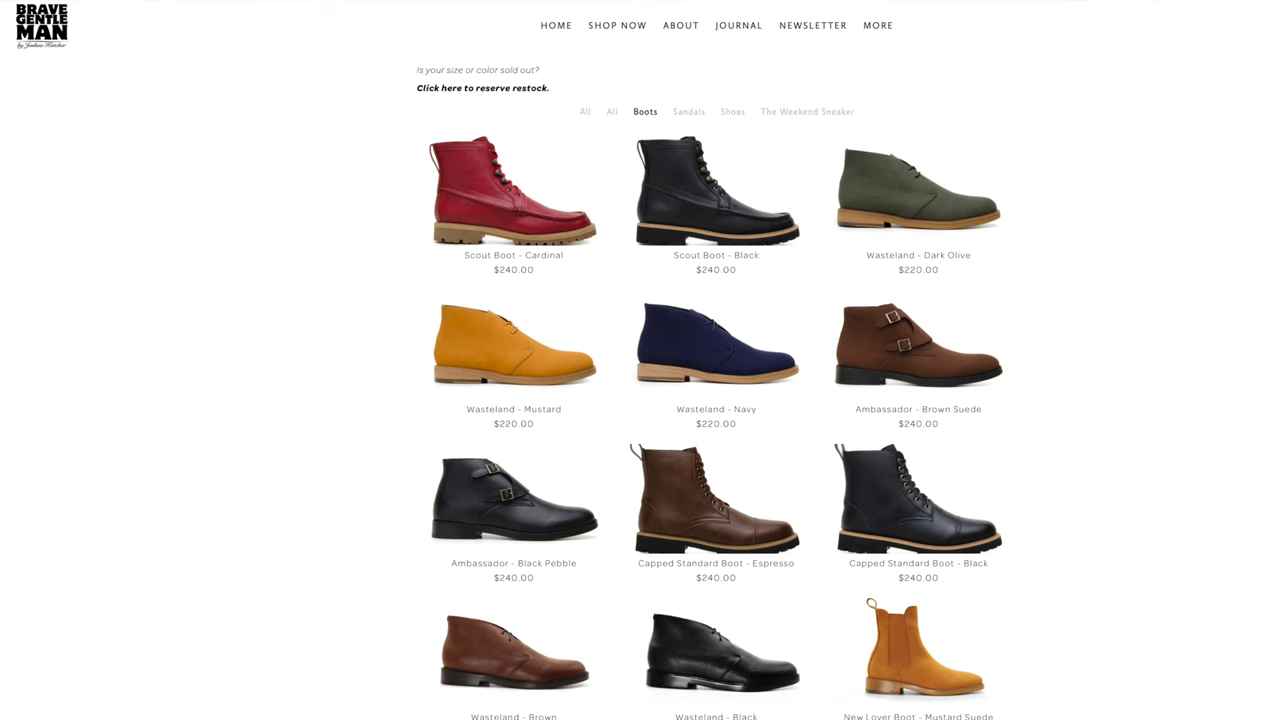 BRAVE
GENTLE
MAN
by Joshua Katcher
HOME SHOP NOW ABOUT JOURNAL NEWSLETTER MORE
Is your size or color sold out?
Click here to reserve restock.
All All Boots Sandals Shoes The Weekend Sneaker
Scout Boot - Cardinal
$240.00
Scout Boot - Black
$240.00
Wasteland - Dark Olive
$220.00
Wasteland - Mustard
$220.00
Wasteland - Navy
$220.00
Ambassador - Brown Suede
$240.00
Ambassador - Black Pebble
$240.00
Capped Standard Boot - Espresso
$240.00
Capped Standard Boot - Black
$240.00
Wasteland - Brown
Wasteland - Black
New Lover Boot - Mustard Suede